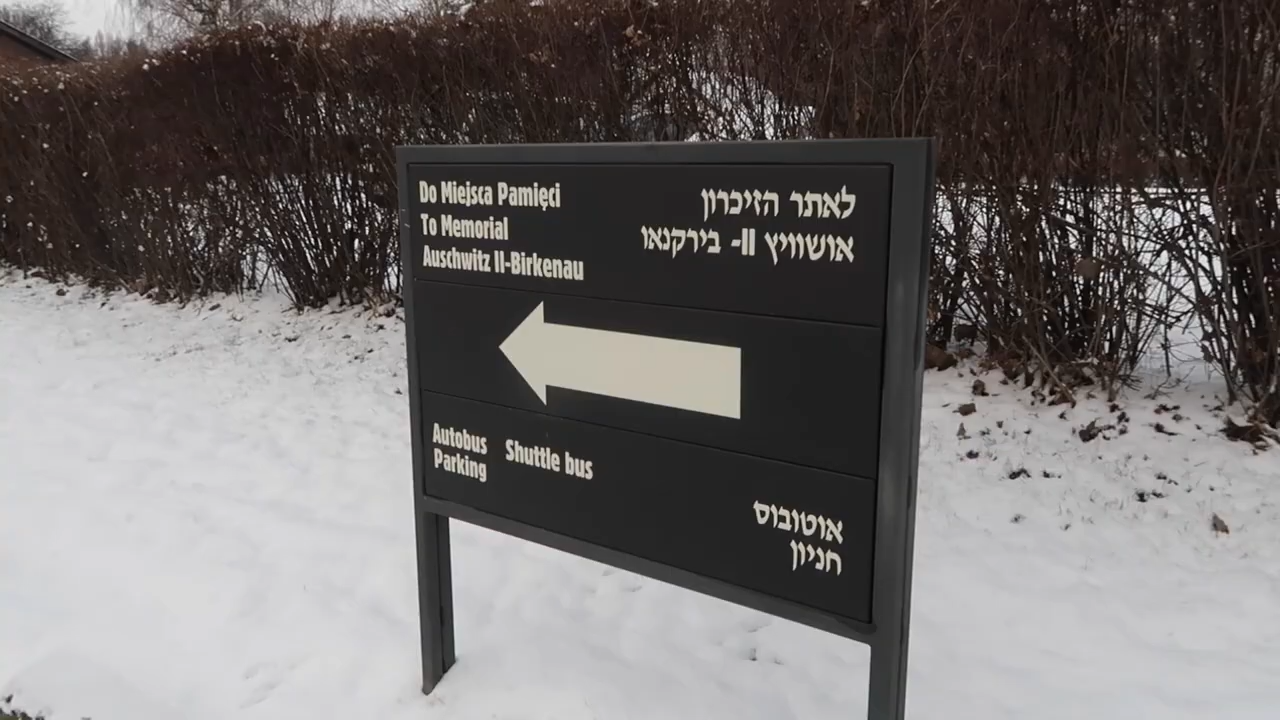 Do Miejsca Pamięci
To Memorial
Auschwitz II-Birkenau
לאתר הזיכרון
אושוויץ II- בירקנאו
Autobus
Parking
Shuttle bus
אוטובוס
חניון